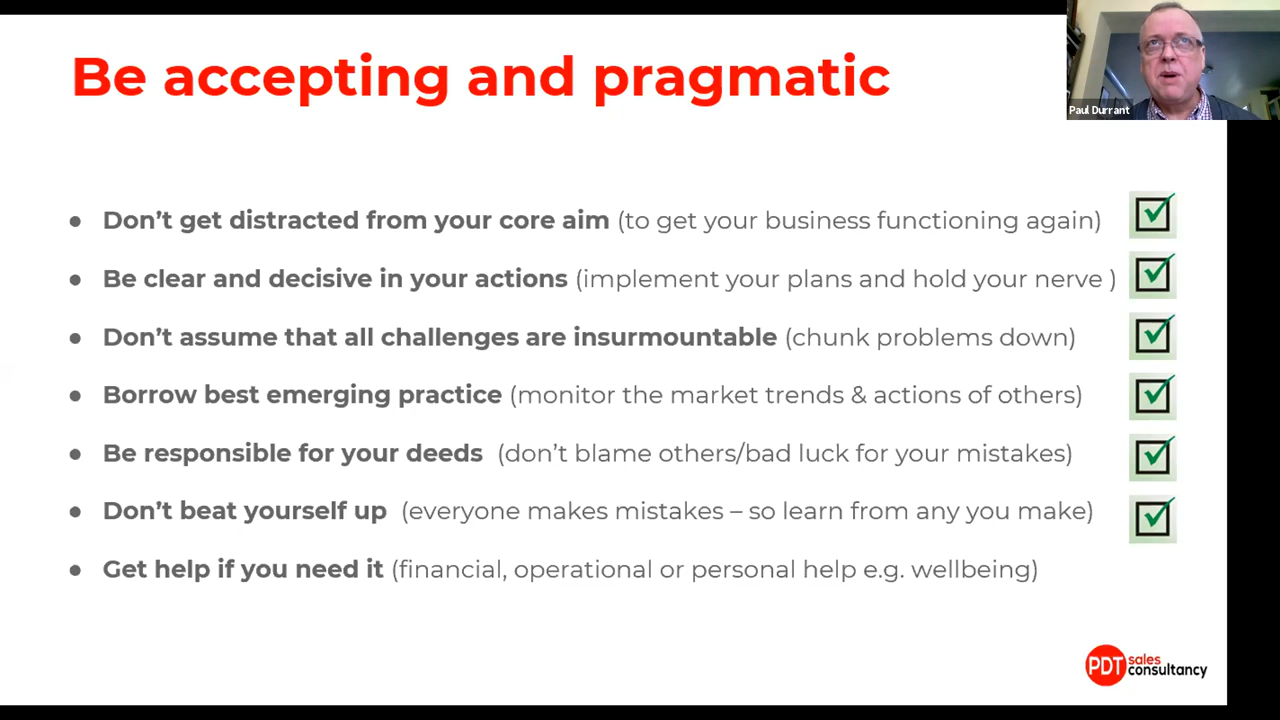 Be accepting and pragmatic
Paul Durrant
● Don’t get distracted from your core aim (to get your business functioning again)
● Be clear and decisive in your actions (implement your plans and hold your nerve )
● Don’t assume that all challenges are insurmountable (chunk problems down)
● Borrow best emerging practice (monitor the market trends & actions of others)
● Be responsible for your deeds (don’t blame others/bad luck for your mistakes)
● Don’t beat yourself up (everyone makes mistakes – so learn from any you make)
● Get help if you need it (financial, operational or personal help e.g. wellbeing)
PDT sales
consultancy